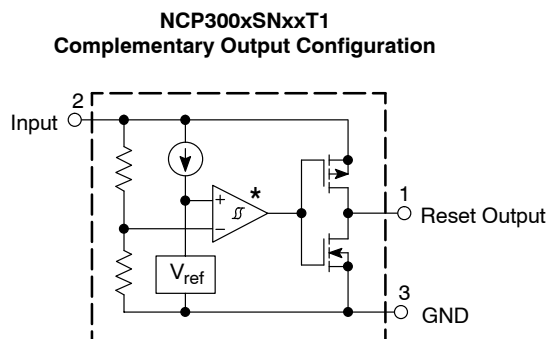 NCP300xSNxxT1
Complementary Output Configuration
2
Input
*
+
−
1
Reset Output
Vref
3
GND